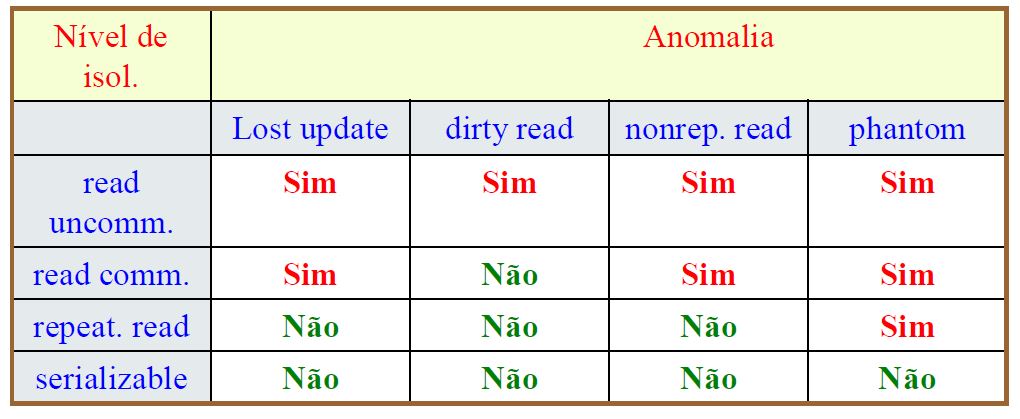 Nível de
isol.
Anomalia
Lost update dirty read nonrep. read phantom
read
uncomm.
Sim Sim Sim Sim
read comm. Sim Não Sim Sim
repeat. read Não Não Não Sim
serializable Não Não Não Não